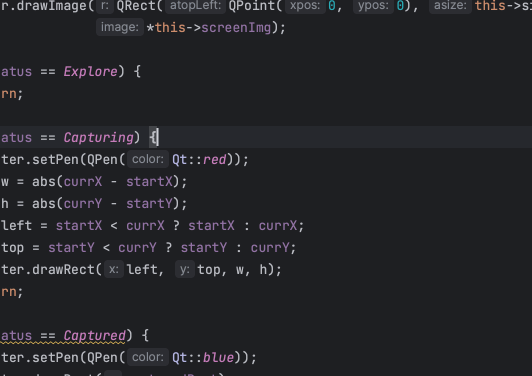 r.drawImage( r: QRect( atopLeft: QPoint( xpos: 0, ypos: 0), asize: this->s
image: *this->screenImg);
atus == Explore) {
rn;
atus == Capturing) {
ter.setPen(QPen( color: Qt::red));
w = abs(currX - startX);
h = abs(currY - startY);
left = startX < currX ? startX : currX;
top = startY < currY ? startY : currY;
ter.drawRect( x: left, y: top, w, h);
rn;
atus == Captured) {
ter.setPen(QPen( color: Qt::blue));